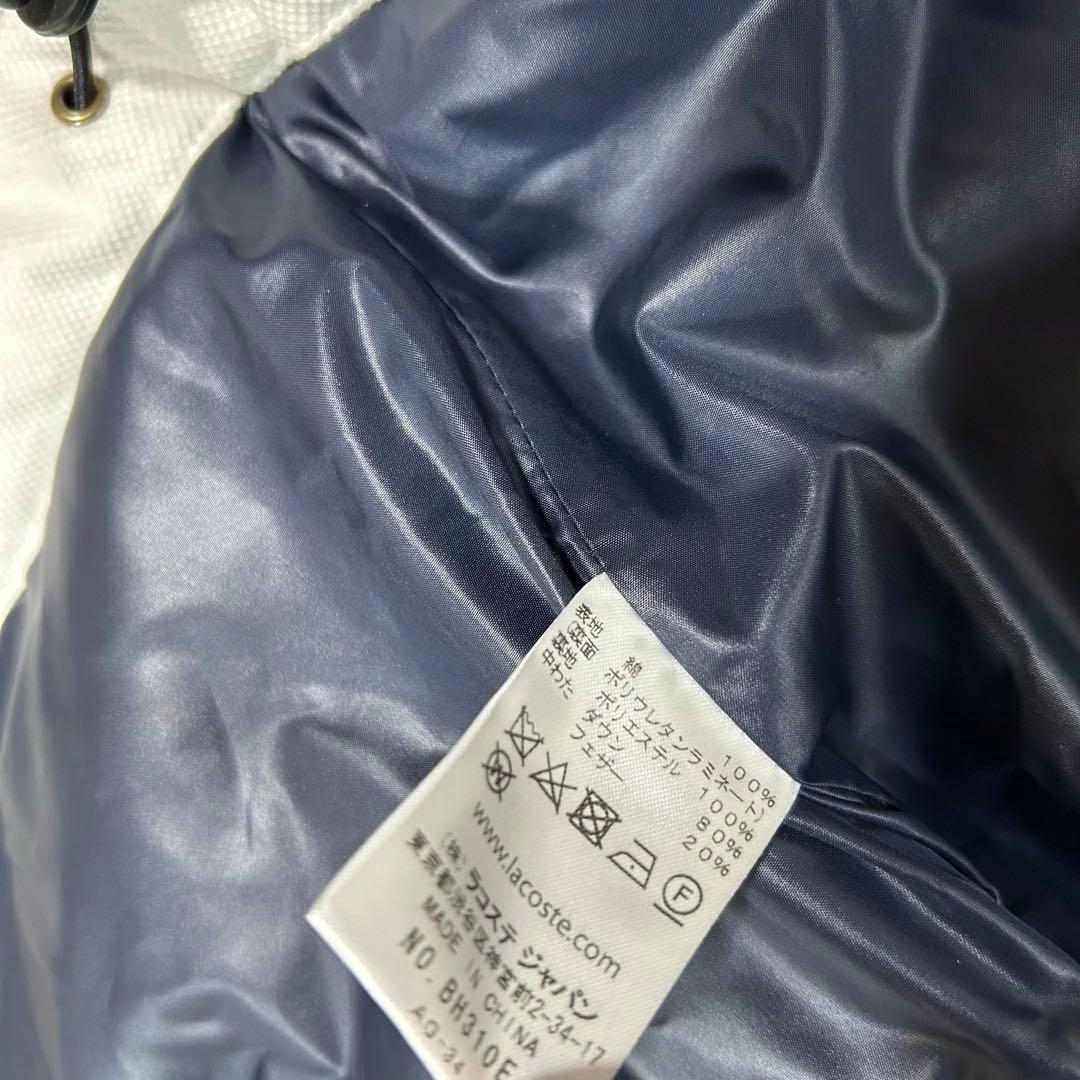 表地 綿 100%
(裏面 ポリウレタンラミネート)
裏地 ポリエステル 100%
中わた ダウン 80%
フェザー 20%
W
F
www.lacoste.com
(株) ラコステ ジャパン
東京都渋谷区神宮前2-34-17
MADE IN CHINA
NO. BH310E
AG-34